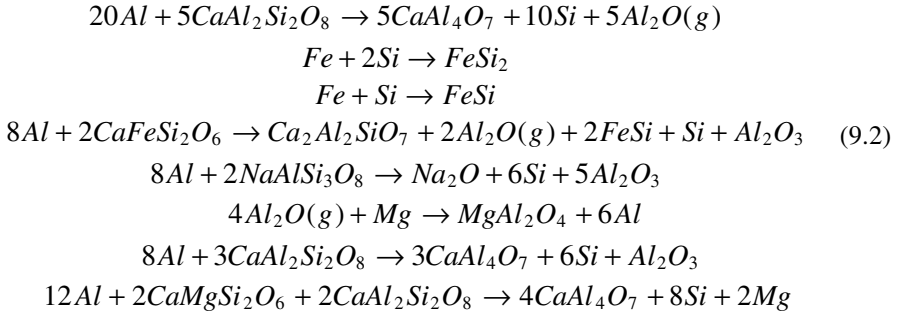 20Al + 5CaAl₂Si₂O₈ → 5CaAl₄O₇ + 10Si + 5Al₂O(g)
Fe + 2Si → FeSi₂
Fe + Si → FeSi
8Al + 2CaFeSi₂O₆ → Ca₂Al₂SiO₇ + 2Al₂O(g) + 2FeSi + Si + Al₂O₃ (9.2)
8Al + 2NaAlSi₃O₈ → Na₂O + 6Si + 5Al₂O₃
4Al₂O(g) + Mg → MgAl₂O₄ + 6Al
8Al + 3CaAl₂Si₂O₈ → 3CaAl₄O₇ + 6Si + Al₂O₃
12Al + 2CaMgSi₂O₆ + 2CaAl₂Si₂O₈ → 4CaAl₄O₇ + 8Si + 2Mg